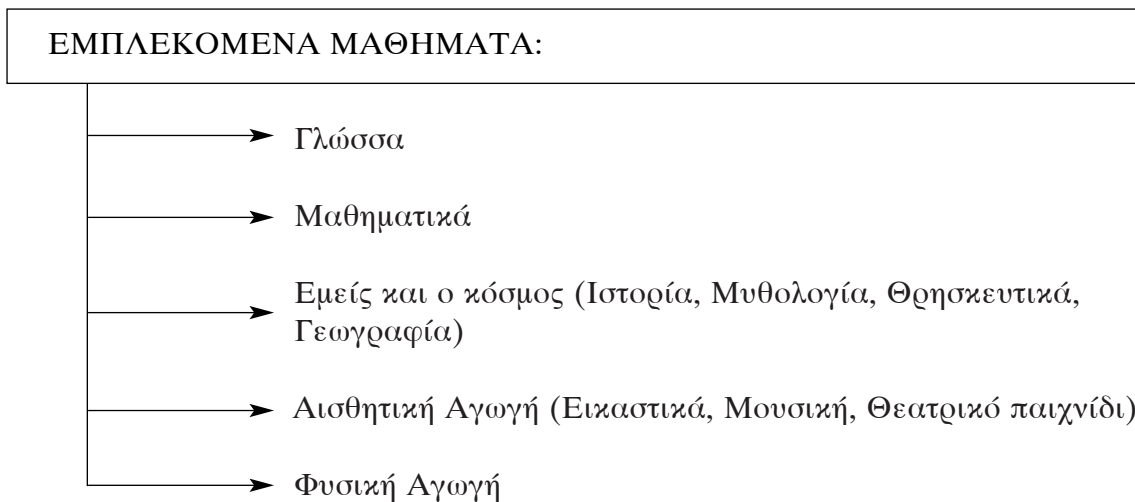 ΕΜΠΛΕΚΟΜΕΝΑ ΜΑΘΗΜΑΤΑ:
Γλώσσα
Μαθηματικά
Εμείς και ο κόσμος (Ιστορία, Μυθολογία, Θρησκευτικά,
Γεωγραφία)
Αισθητική Αγωγή (Εικαστικά, Μουσική, Θεατρικό παιχνίδι)
Φυσική Αγωγή